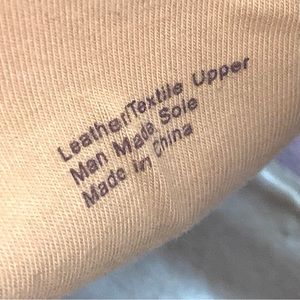 Leather/Textile Upper
Man Made Sole
Made in China